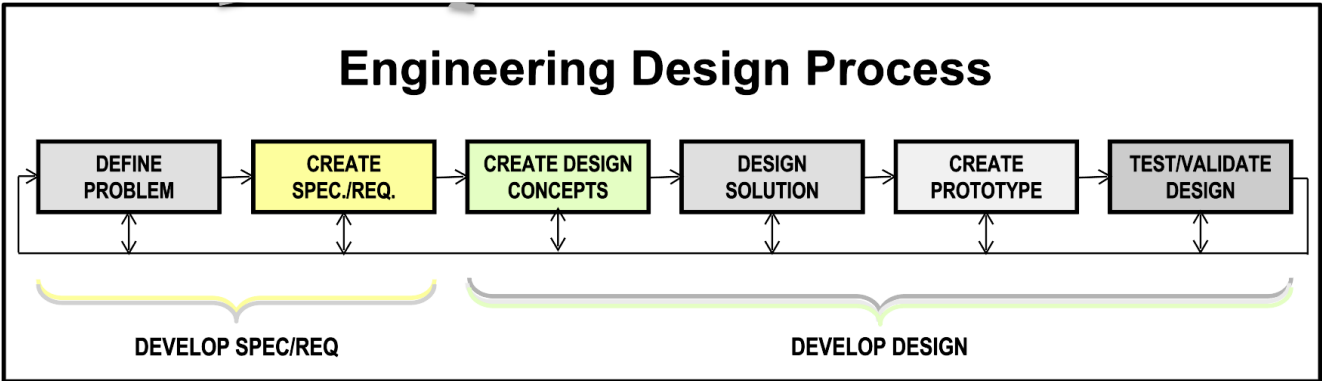 Engineering Design Process
DEFINE
PROBLEM
CREATE
SPEC./REQ.
CREATE DESIGN
CONCEPTS
DESIGN
SOLUTION
CREATE
PROTOTYPE
TEST/VALIDATE
DESIGN
DEVELOP SPEC/REQ
DEVELOP DESIGN